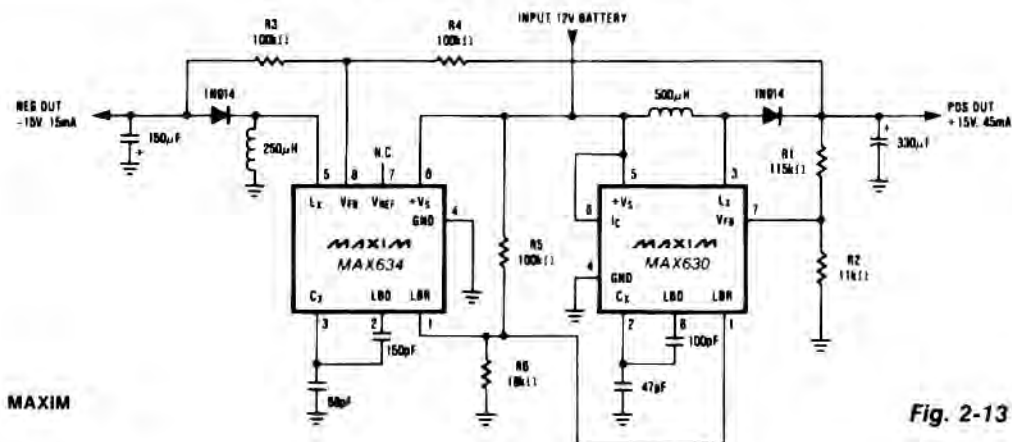 R3
100kΩ
R4
100kΩ
INPUT 12V BATTERY
NEG OUT
-15V, 15mA
1N914
150µF
+
250µH
500µH
1N914
POS OUT
+15V, 45mA
+
330µF
R1
115kΩ
R2
11kΩ
N.C.
5
8
7
6
LX
VFB
VREF
+VS
GND
4
MAXIM
MAX634
CX
LBD
LBR
3
2
1
150pF
R5
100kΩ
R6
18kΩ
5
3
6
+VS
IC
LX
VFB
7
4
GND
MAXIM
MAX630
CX
LBD
LBR
2
8
1
100pF
47pF
MAXIM
Fig. 2-13